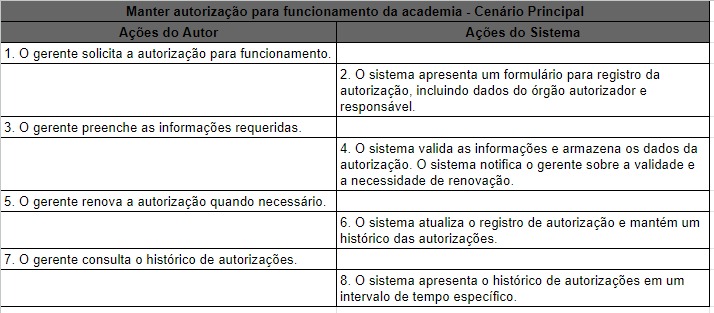 Manter autorização para funcionamento da academia - Cenário Principal
Ações do Autor
Ações do Sistema
1. O gerente solicita a autorização para funcionamento.
2. O sistema apresenta um formulário para registro da
autorização, incluindo dados do órgão autorizador e
responsável.
3. O gerente preenche as informações requeridas.
4. O sistema valida as informações e armazena os dados da
autorização. O sistema notifica o gerente sobre a validade e
a necessidade de renovação.
5. O gerente renova a autorização quando necessário.
6. O sistema atualiza o registro de autorização e mantém um
histórico das autorizações.
7. O gerente consulta o histórico de autorizações.
8. O sistema apresenta o histórico de autorizações em um
intervalo de tempo específico.